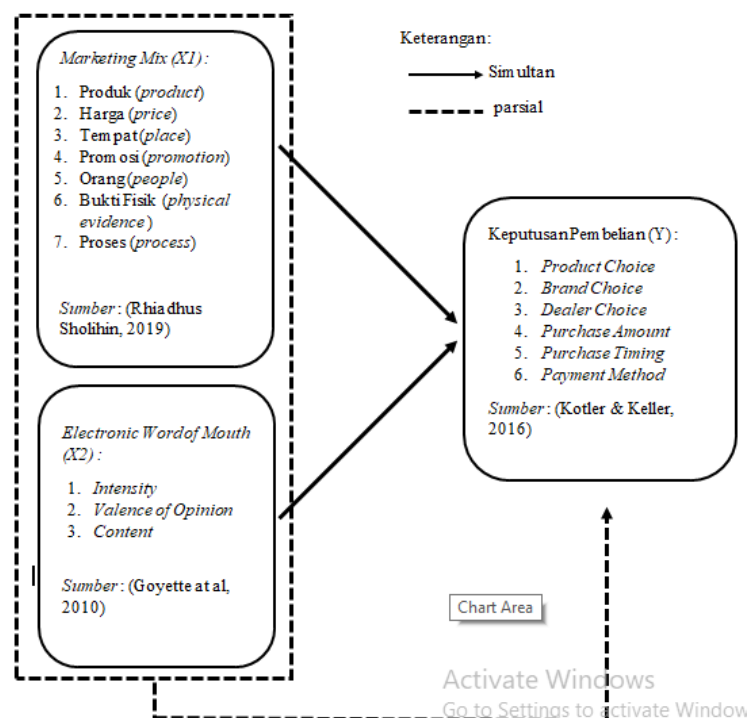 Marketing Mix (X1) :
1. Produk (product)
2. Harga (price)
3. Tempat (place)
4. Promosi (promotion)
5. Orang (people)
6. Bukti Fisik (physical
evidence)
7. Proses (process)
Sumber : (Rhiadhus
Sholihin, 2019)
Electronic Word of Mouth
(X2) :
1. Intensity
2. Valence of Opinion
3. Content
Sumber : (Goyette at al,
2010)
Keterangan:
Simultan
parsial
Keputusan Pembelian (Y) :
1. Product Choice
2. Brand Choice
3. Dealer Choice
4. Purchase Amount
5. Purchase Timing
6. Payment Method
Sumber : (Kotler & Keller,
2016)
Chart Area
Activate Windows
Go to Settings to activate Window